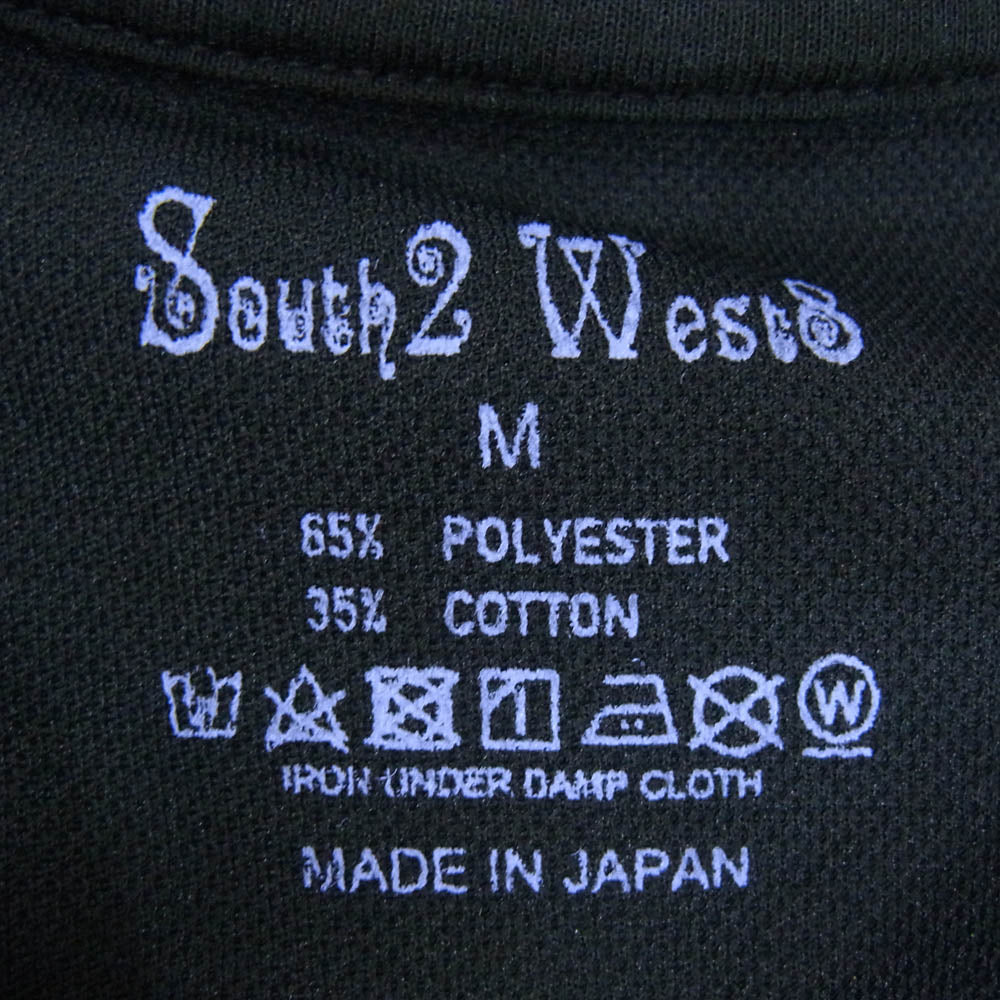 South2 West8
M
65% POLYESTER
35% COTTON
W
IRON UNDER DAMP CLOTH
MADE IN JAPAN